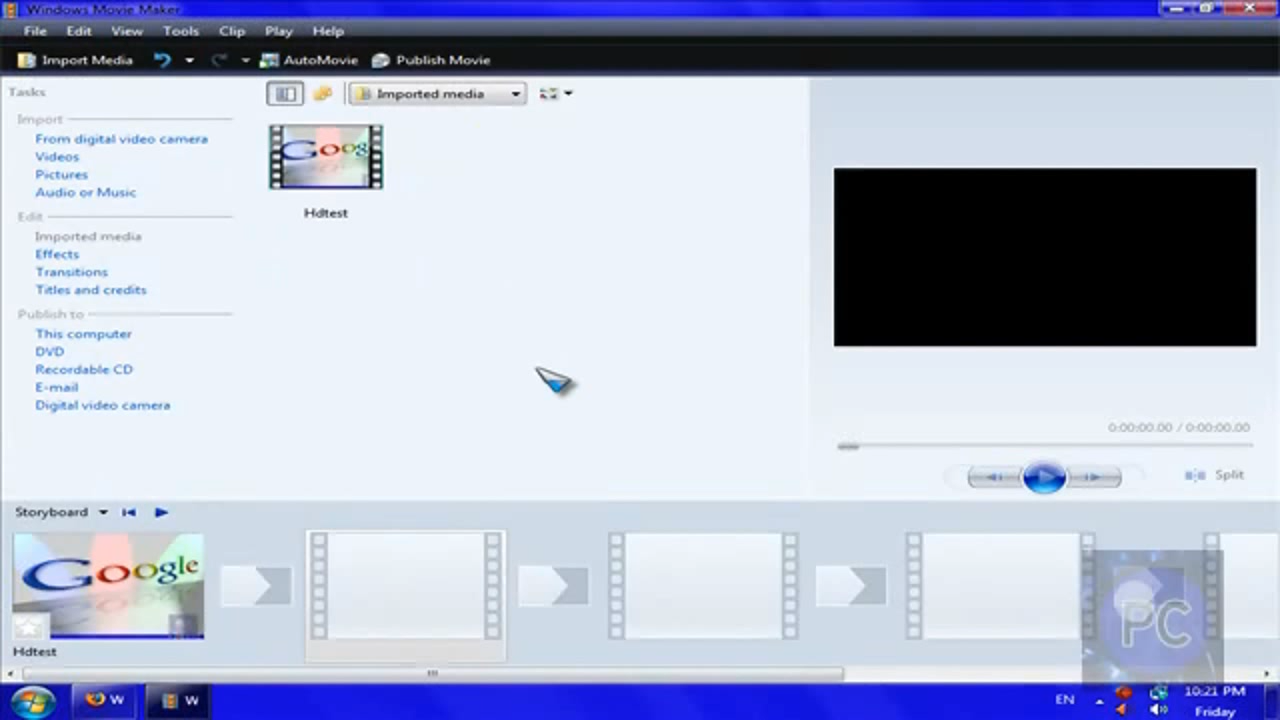 Windows Movie Maker
File Edit View Tools Clip Play Help
Import Media AutoMovie Publish Movie
Tasks
Imported media
Import
From digital video camera
Videos
Pictures
Audio or Music
Edit
Imported media
Effects
Transitions
Titles and credits
Publish to
This computer
DVD
Recordable CD
E-mail
Digital video camera
Goog
Hdtest
0:00:00.00 / 0:00:00.00
Split
Storyboard
Google
Hdtest
PC
W W
EN
10:21 PM
Friday